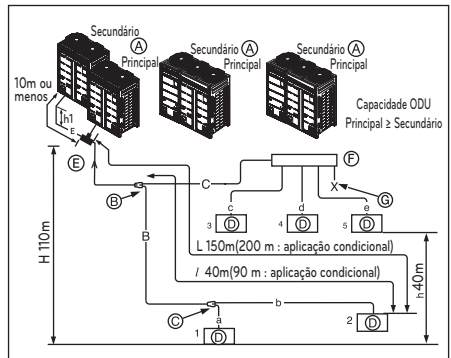 Secundário Ⓐ
Principal
Secundário Ⓐ
Principal
Secundário Ⓐ
Principal
10m ou
menos
h1
E
Ⓔ
Capacidade ODU
Principal ≥ Secundário
H 110m
Ⓑ
C
Ⓕ
X
Ⓖ
c
d
e
3 Ⓓ
4 Ⓓ
5 Ⓓ
B
L 150m(200 m : aplicação condicional)
l 40m(90 m : aplicação condicional)
h 40m
Ⓒ
a
b
1 Ⓓ
2 Ⓓ